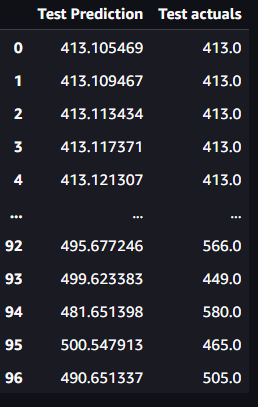 Test Prediction Test actuals
0 413.105469 413.0
1 413.109467 413.0
2 413.113434 413.0
3 413.117371 413.0
4 413.121307 413.0
... ... ...
92 495.677246 566.0
93 499.623383 449.0
94 481.651398 580.0
95 500.547913 465.0
96 490.651337 505.0